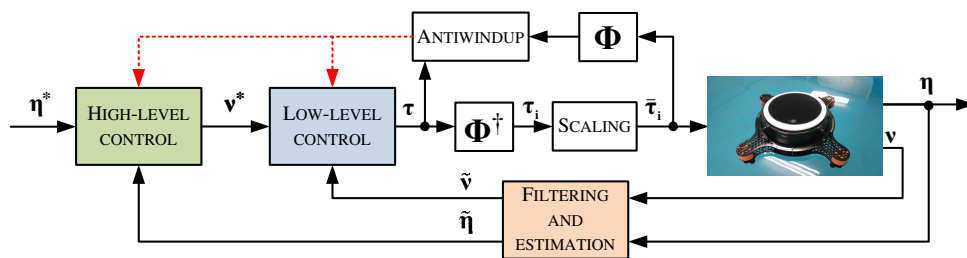 ANTIWINDUP
Φ
η*
HIGH-LEVEL
CONTROL
ν*
LOW-LEVEL
CONTROL
τ
Φ†
τi
SCALING
τ̄i
η
ν
ν̃
η̃
FILTERING
AND
ESTIMATION